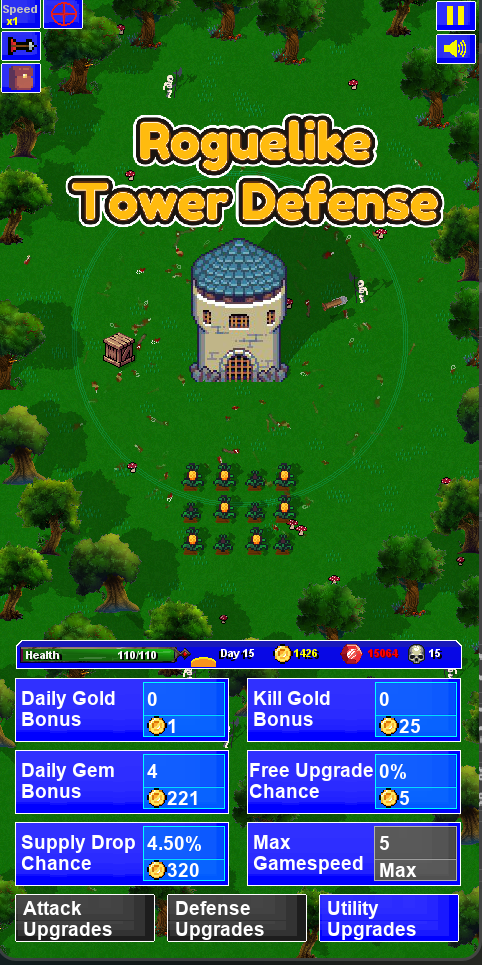 Speed
x1
Roguelike
Tower Defense
Health 110/110 Day 15 1426 15064 15
Daily Gold
Bonus
0
1
Kill Gold
Bonus
0
25
Daily Gem
Bonus
4
221
Free Upgrade
Chance
0%
5
Supply Drop
Chance
4.50%
320
Max
Gamespeed
5
Max
Attack
Upgrades
Defense
Upgrades
Utility
Upgrades